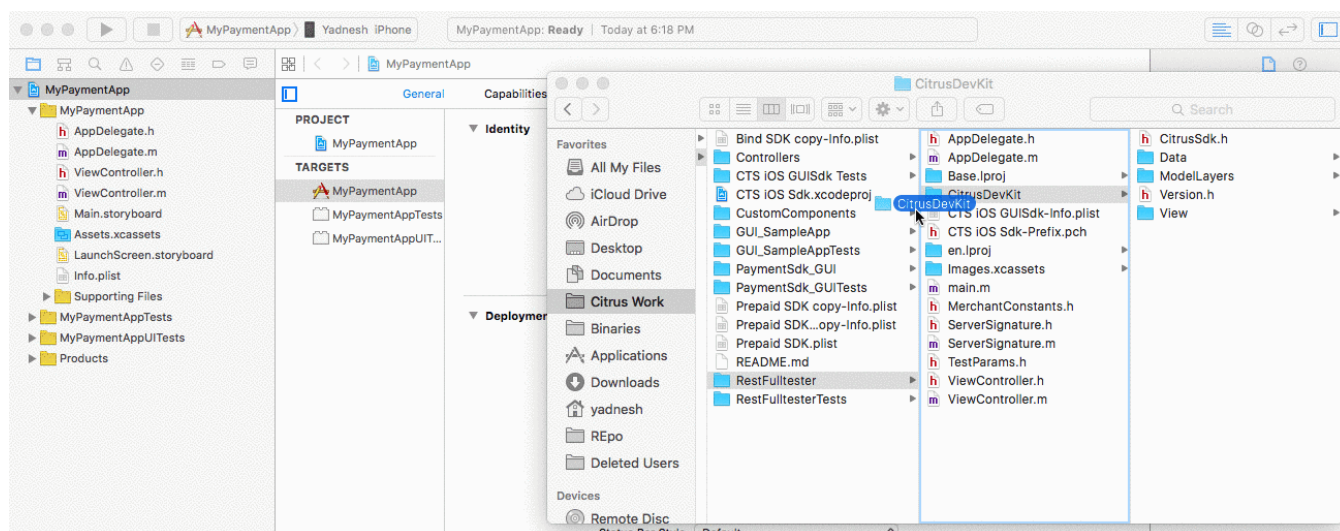 MyPaymentApp
Yadnesh iPhone
MyPaymentApp: Ready | Today at 6:18 PM
MyPaymentApp
MyPaymentApp
AppDelegate.h
AppDelegate.m
ViewController.h
ViewController.m
Main.storyboard
Assets.xcassets
LaunchScreen.storyboard
Info.plist
Supporting Files
MyPaymentAppTests
MyPaymentAppUITests
Products
MyPaymentApp
General
Capabilities
PROJECT
MyPaymentApp
TARGETS
MyPaymentApp
MyPaymentAppTests
MyPaymentAppUIT...
Identity
CitrusDevKit
Search
Favorites
All My Files
iCloud Drive
AirDrop
Desktop
Documents
Citrus Work
Binaries
Applications
Downloads
yadnesh
REpo
Deleted Users
Devices
Remote Disc
Bind SDK copy-Info.plist
Controllers
CTS iOS GUISdk Tests
CTS iOS Sdk.xcodeproj
CustomComponents
GUI_SampleApp
GUI_SampleAppTests
PaymentSdk_GUI
PaymentSdk_GUITests
Prepaid SDK copy-Info.plist
Prepaid SDK...opy-Info.plist
Prepaid SDK.plist
README.md
RestFulltester
RestFulltesterTests
AppDelegate.h
AppDelegate.m
Base.lproj
CitrusDevKit
CitrusDevKit
CTS iOS GUISdk-Info.plist
CTS iOS Sdk-Prefix.pch
en.lproj
Images.xcassets
main.m
MerchantConstants.h
ServerSignature.h
ServerSignature.m
TestParams.h
ViewController.h
ViewController.m
CitrusSdk.h
Data
ModelLayers
Version.h
View